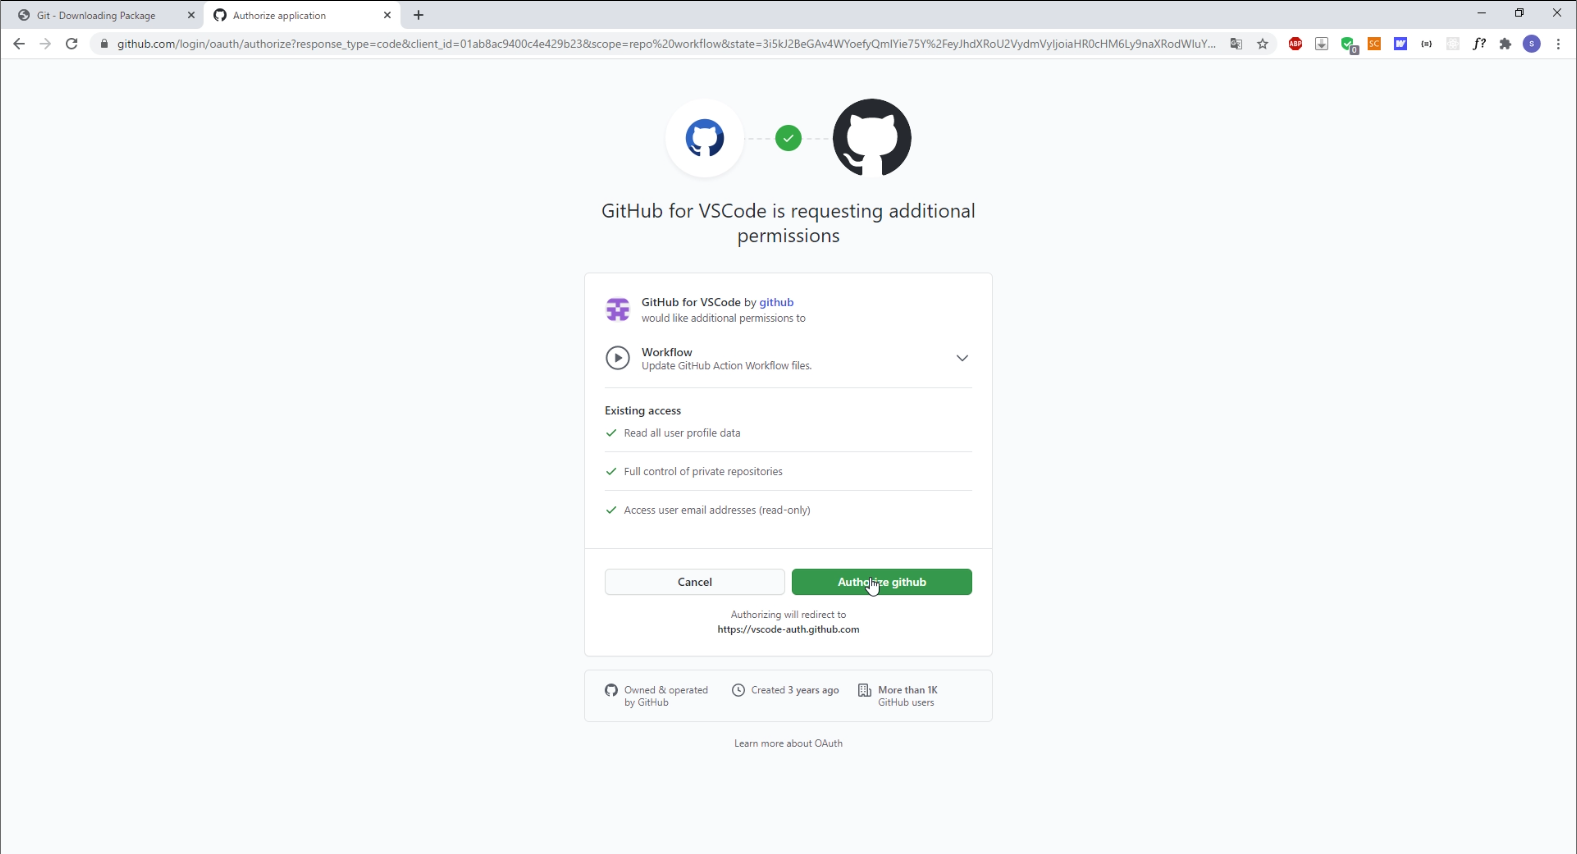 Git - Downloading Package
Authorize application
github.com/login/oauth/authorize?response_type=code&client_id=01ab8ac9400c4e429b23&scope=repo%20workflow&state=3i5kJ2BeGAv4WYoefyQmlYie75Y%2FeyJhdXRoU2VydmVyIjoiaHR0cHM6Ly9naXRodWIuY...
ABP
0
SC
f?
S
GitHub for VSCode is requesting additional
permissions
GitHub for VSCode by github
would like additional permissions to
Workflow
Update GitHub Action Workflow files.
Existing access
Read all user profile data
Full control of private repositories
Access user email addresses (read-only)
Cancel
Authorize github
Authorizing will redirect to
https://vscode-auth.github.com
Owned & operated
by GitHub
Created 3 years ago
More than 1K
GitHub users
Learn more about OAuth